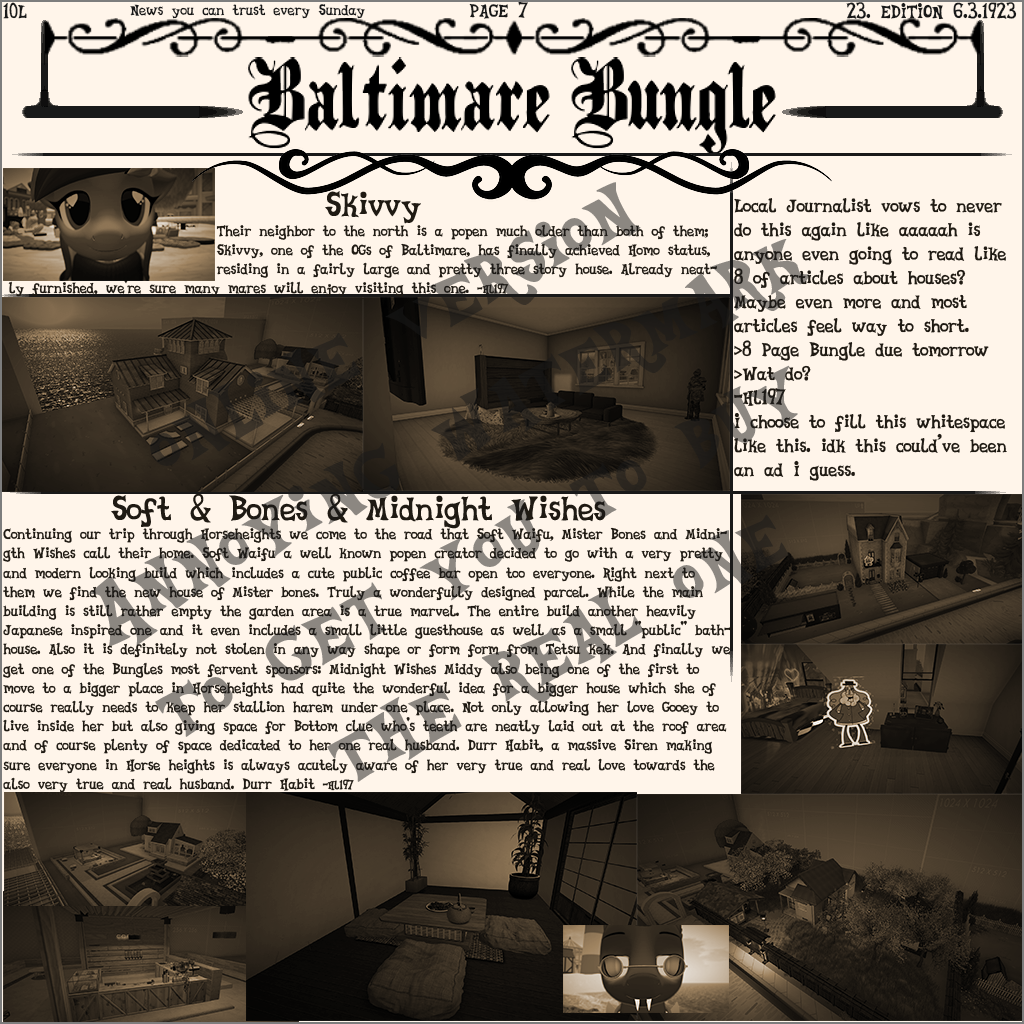 10L
News you can trust every Sunday
PAGE 7
23. EDITION 6.3.1923
Baltimare Bungle
Skivvy
Their neighbor to the north is a popen much older than both of them;
Skivvy, one of the OGs of Baltimare, has finally achieved Homo status,
residing in a fairly large and pretty three story house. Already neat-
ly furnished, we're sure many mares will enjoy visiting this one. -HL197
Local Journalist vows to never
do this again like aaaaah is
anyone even going to read like
8 of articles about houses?
Maybe even more and most
articles feel way to short.
>8 Page Bungle due tomorrow
>Wat do?
-HL197
i choose to fill this whitespace
like this. idk this could've been
an ad i guess.
Soft & Bones & Midnight Wishes
Continuing our trip through Horseheights we come to the road that Soft Waifu, Mister Bones and Midni-
gth Wishes call their home. Soft Waifu a well known popen creator decided to go with a very pretty
and modern looking build which includes a cute public coffee bar open too everyone. Right next to
them we find the new house of Mister bones. Truly a wonderfully designed parcel. While the main
building is still rather empty the garden area is a true marvel. The entire build another heavily
Japanese inspired one and it even includes a small little guesthouse as well as a small "public" bath-
house. Also it is definitely not stolen in any way shape or form form from Tetsu kek. And finally we
get one of the Bungles most fervent sponsors: Midnight Wishes Middy also being one of the first to
move to a bigger place in Horseheights had quite the wonderful idea for a bigger house which she of
course really needs to keep her stallion harem under one place. Not only allowing her love Gooey to
live inside her but also giving space for Bottom clue who's teeth are neatly laid out at the roof area
and of course plenty of space dedicated to her one real husband. Durr Habit, a massive Siren making
sure everyone in Horse heights is always acutely aware of her very true and real love towards the
also very true and real husband. Durr Habit -HL197
ANNOYING WATERMARK
VERSION
TO GET YOU TO BUY
THE REAL ONE